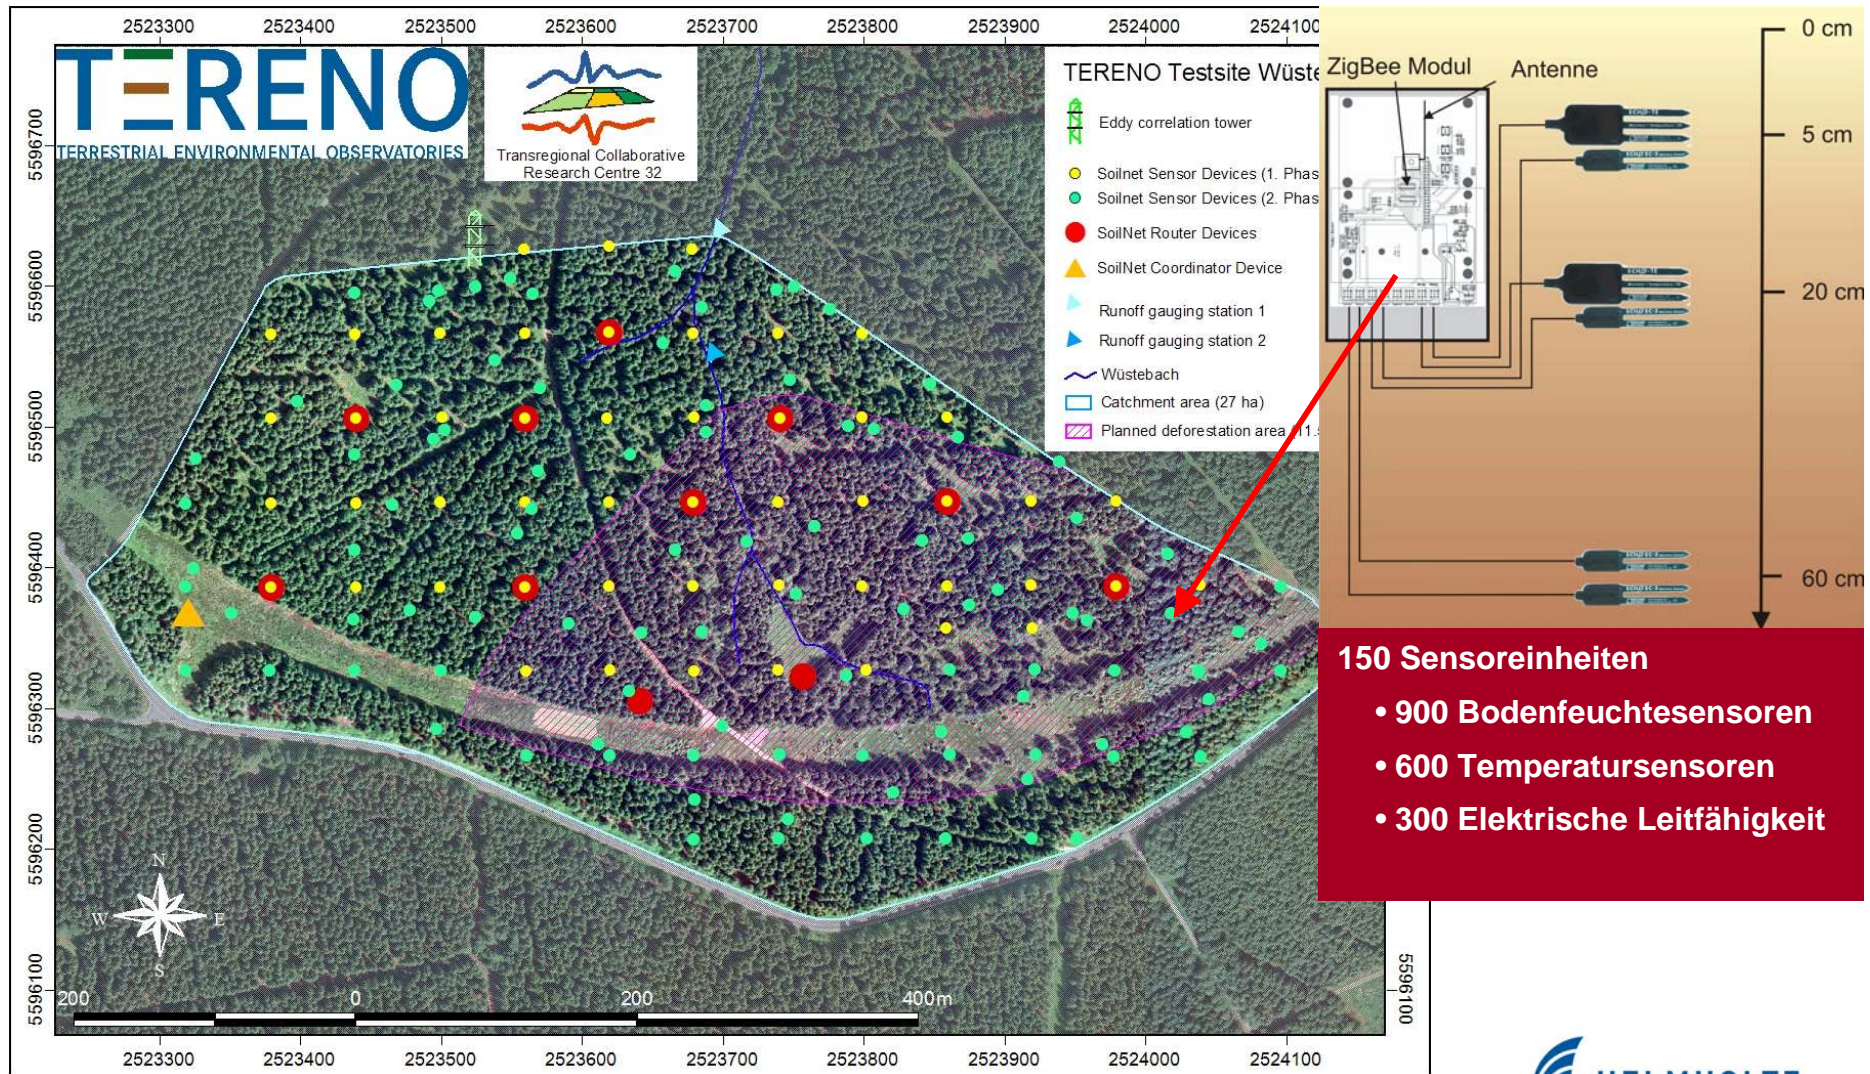 2523300 2523400 2523500 2523600 2523700 2523800 2523900 2524000 2524100
5596700
5596600
5596500
5596400
5596300
5596200
5596100
TERENO
TERRESTRIAL ENVIRONMENTAL OBSERVATORIES
Transregional Collaborative
Research Centre 32
TERENO Testsite Wüste
Eddy correlation tower
Soilnet Sensor Devices (1. Phas
Soilnet Sensor Devices (2. Phas
SoilNet Router Devices
SoilNet Coordinator Device
Runoff gauging station 1
Runoff gauging station 2
Wüstebach
Catchment area (27 ha)
Planned deforestation area (11.5
N
W E
S
200 0 200 400m
5596100
2523300 2523400 2523500 2523600 2523700 2523800 2523900 2524000 2524100
ZigBee Modul
Antenne
0 cm
5 cm
20 cm
60 cm
150 Sensoreinheiten
• 900 Bodenfeuchtesensoren
• 600 Temperatursensoren
• 300 Elektrische Leitfähigkeit